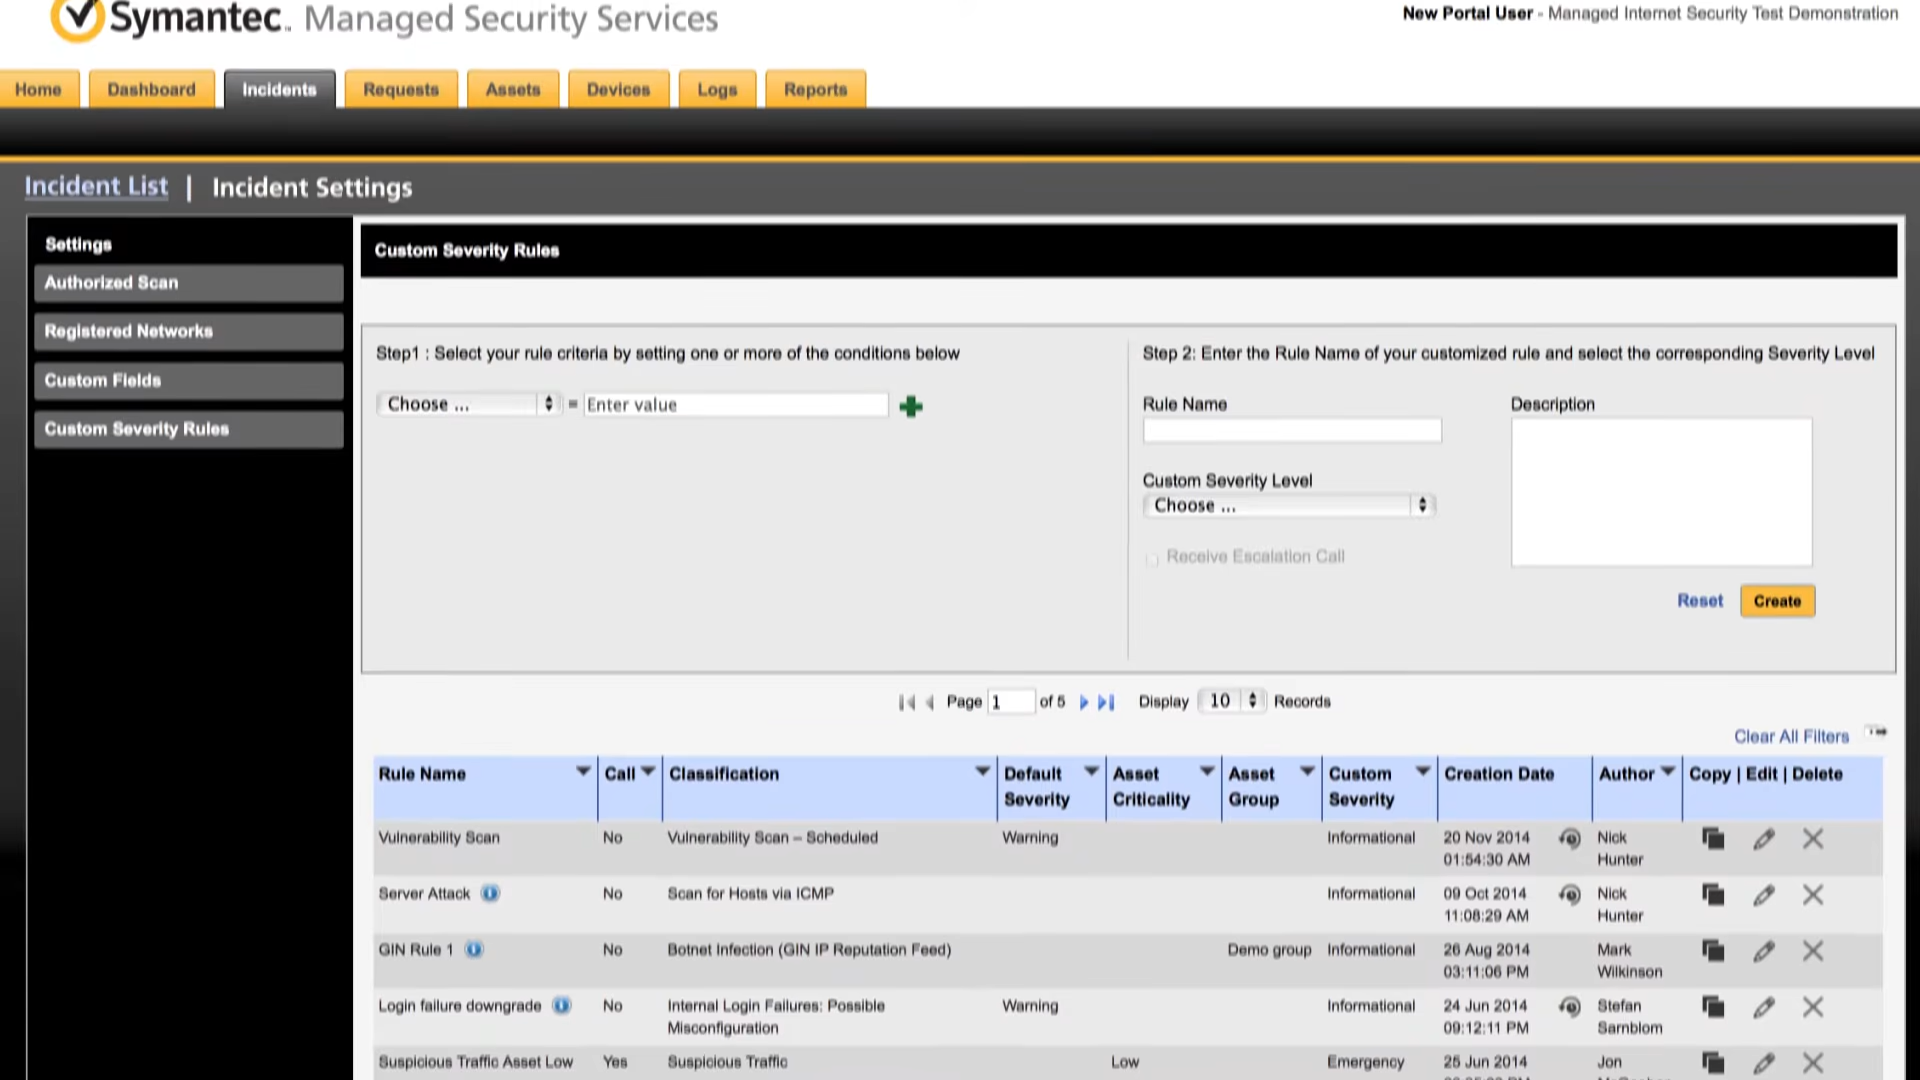 Symantec™ Managed Security Services
New Portal User - Managed Internet Security Test Demonstration
Home Dashboard Incidents Requests Assets Devices Logs Reports
Incident List | Incident Settings
Settings
Authorized Scan
Registered Networks
Custom Fields
Custom Severity Rules
Custom Severity Rules
Step1 : Select your rule criteria by setting one or more of the conditions below
Choose ... = Enter value
Step 2: Enter the Rule Name of your customized rule and select the corresponding Severity Level
Rule Name
Description
Custom Severity Level
Choose ...
Receive Escalation Call
Reset Create
Page 1 of 5 Display 10 Records
Clear All Filters
Rule Name Call Classification Default Severity Asset Criticality Asset Group Custom Severity Creation Date Author Copy | Edit | Delete
Vulnerability Scan No Vulnerability Scan – Scheduled Warning Informational 20 Nov 2014 Nick
01:54:30 AM Hunter
Server Attack No Scan for Hosts via ICMP Informational 09 Oct 2014 Nick
11:08:29 AM Hunter
GIN Rule 1 No Botnet Infection (GIN IP Reputation Feed) Demo group Informational 26 Aug 2014 Mark
03:11:06 PM Wilkinson
Login failure downgrade No Internal Login Failures: Possible Warning Informational 24 Jun 2014 Stefan
Misconfiguration 09:12:11 PM Sarnblom
Suspicious Traffic Asset Low Yes Suspicious Traffic Low Emergency 25 Jun 2014 Jon